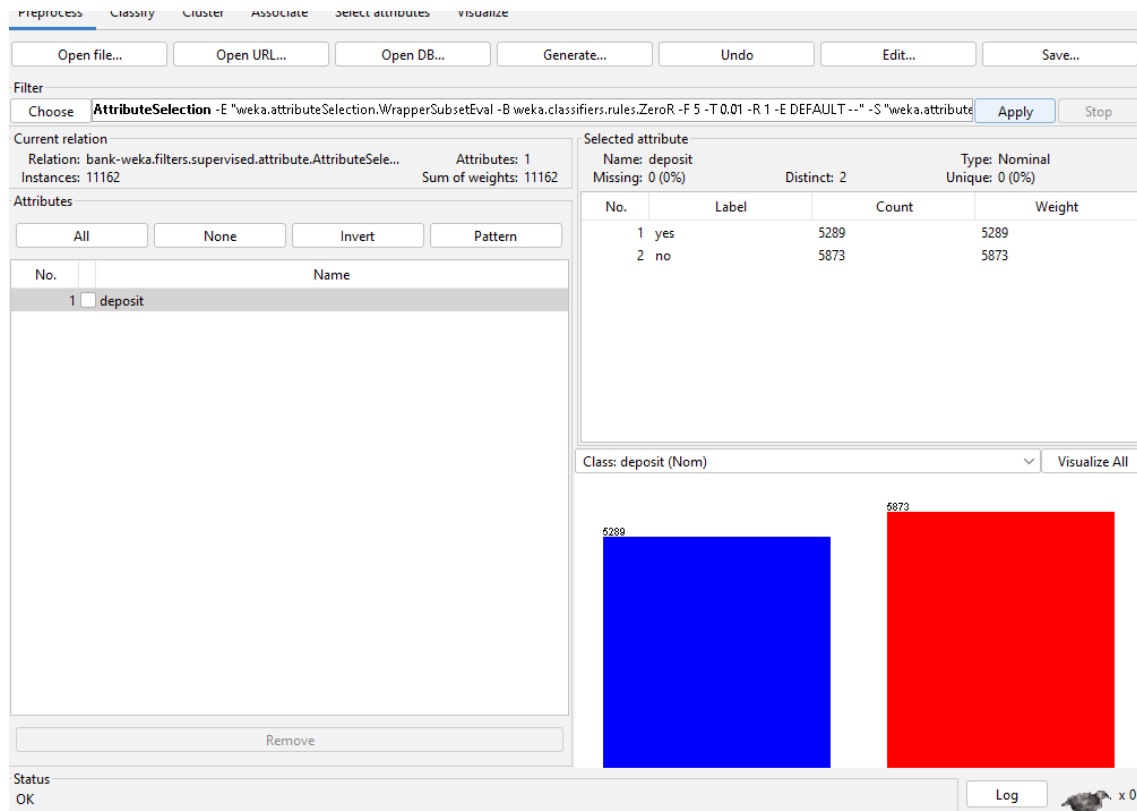 Preprocess Classify Cluster Associate Select attributes Visualize
Open file... Open URL... Open DB... Generate... Undo Edit... Save...
Filter
Choose AttributeSelection -E "weka.attributeSelection.WrapperSubsetEval -B weka.classifiers.rules.ZeroR -F 5 -T 0.01 -R 1 -E DEFAULT --" -S "weka.attribute Apply Stop
Current relation
Relation: bank-weka.filters.supervised.attribute.AttributeSele... Attributes: 1
Instances: 11162 Sum of weights: 11162
Attributes
All None Invert Pattern
No. Name
1 deposit
Remove
Selected attribute
Name: deposit Type: Nominal
Missing: 0 (0%) Distinct: 2 Unique: 0 (0%)
No. Label Count Weight
1 yes 5289 5289
2 no 5873 5873
Class: deposit (Nom) Visualize All
5873
5289
Status
OK
Log x 0